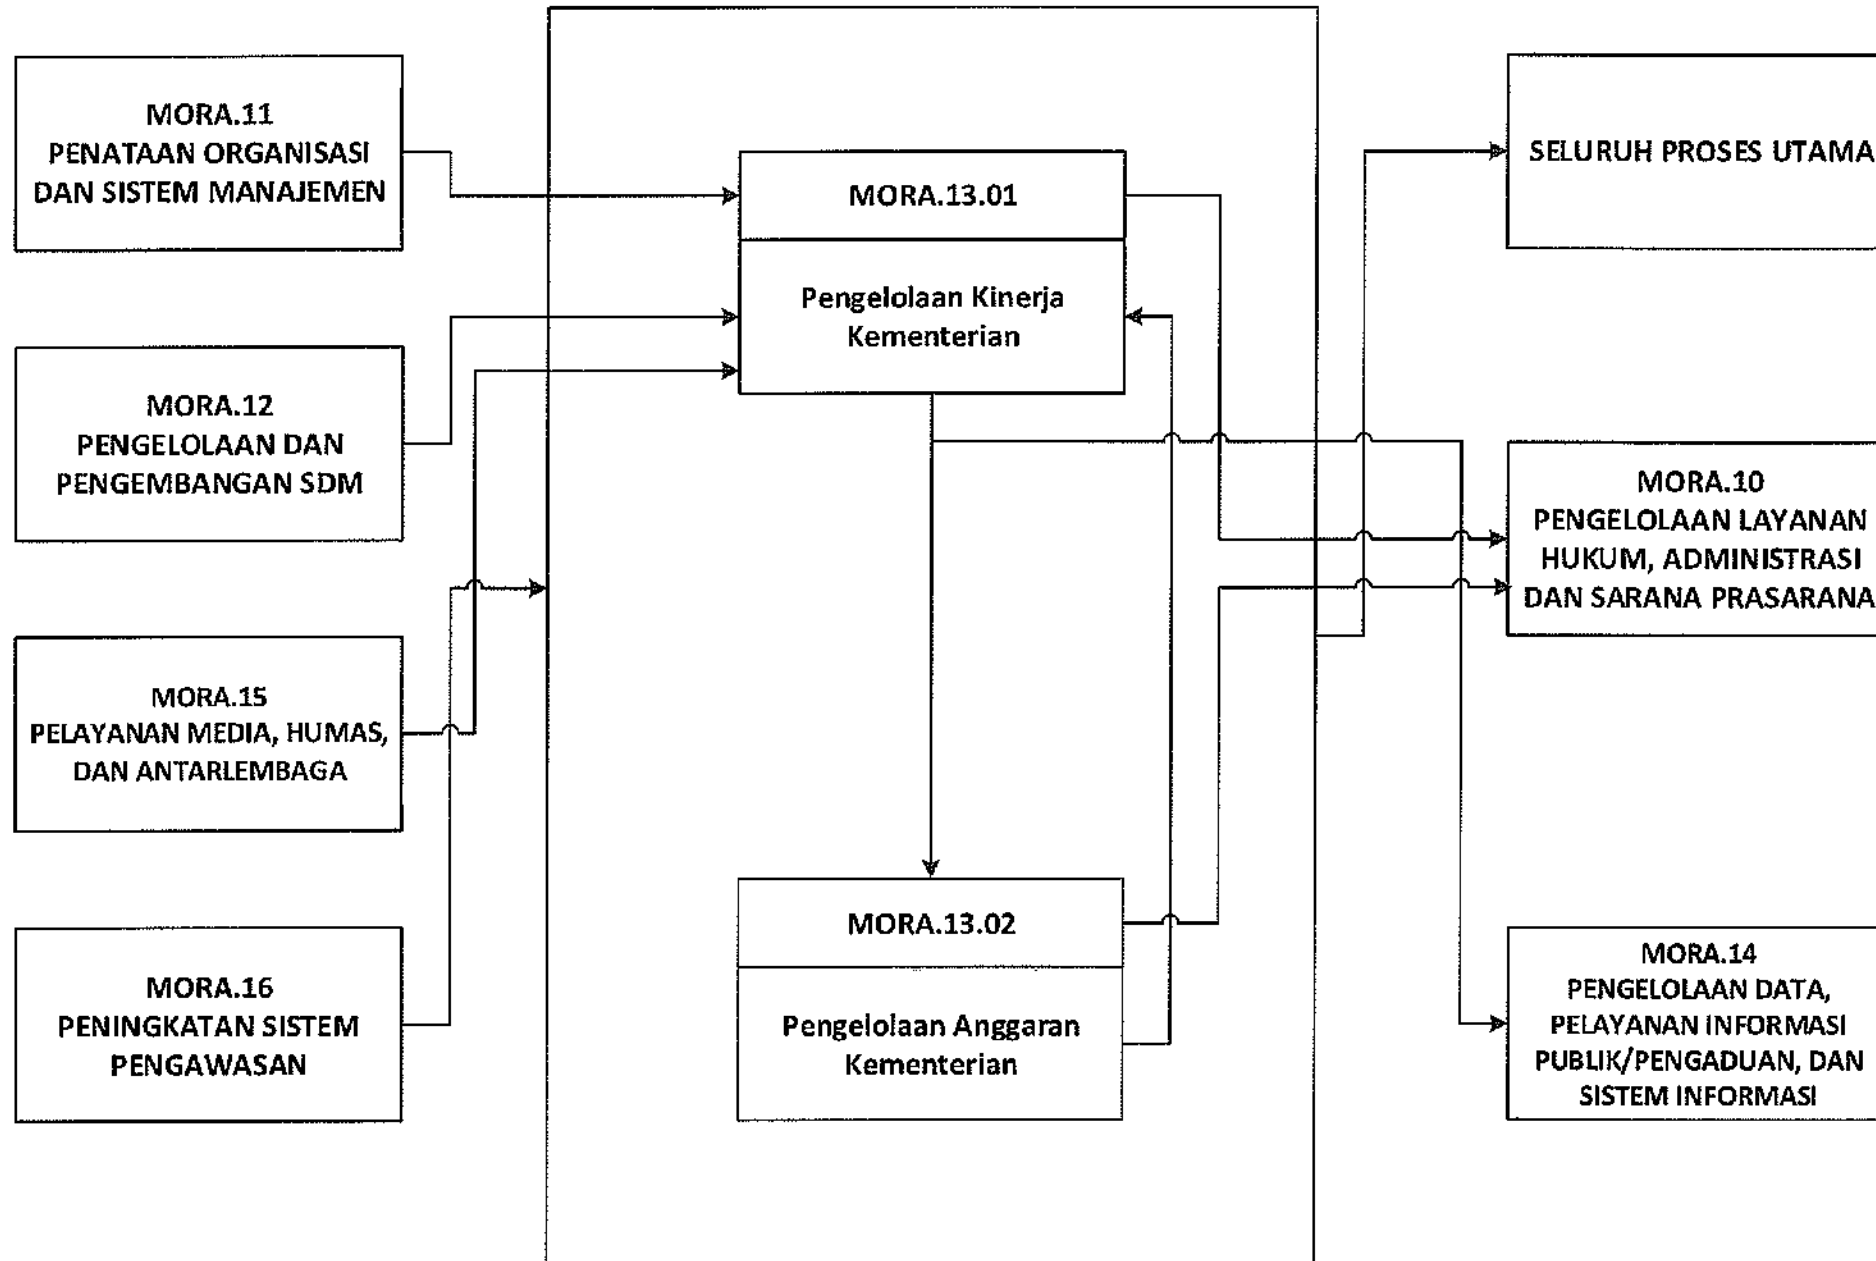 MORA.11
PENATAAN ORGANISASI
DAN SISTEM MANAJEMEN
MORA.12
PENGELOLAAN DAN
PENGEMBANGAN SDM
MORA.15
PELAYANAN MEDIA, HUMAS,
DAN ANTARLEMBAGA
MORA.16
PENINGKATAN SISTEM
PENGAWASAN
MORA.13.01
Pengelolaan Kinerja
Kementerian
MORA.13.02
Pengelolaan Anggaran
Kementerian
SELURUH PROSES UTAMA
MORA.10
PENGELOLAAN LAYANAN
HUKUM, ADMINISTRASI
DAN SARANA PRASARANA
MORA.14
PENGELOLAAN DATA,
PELAYANAN INFORMASI
PUBLIK/PENGADUAN, DAN
SISTEM INFORMASI